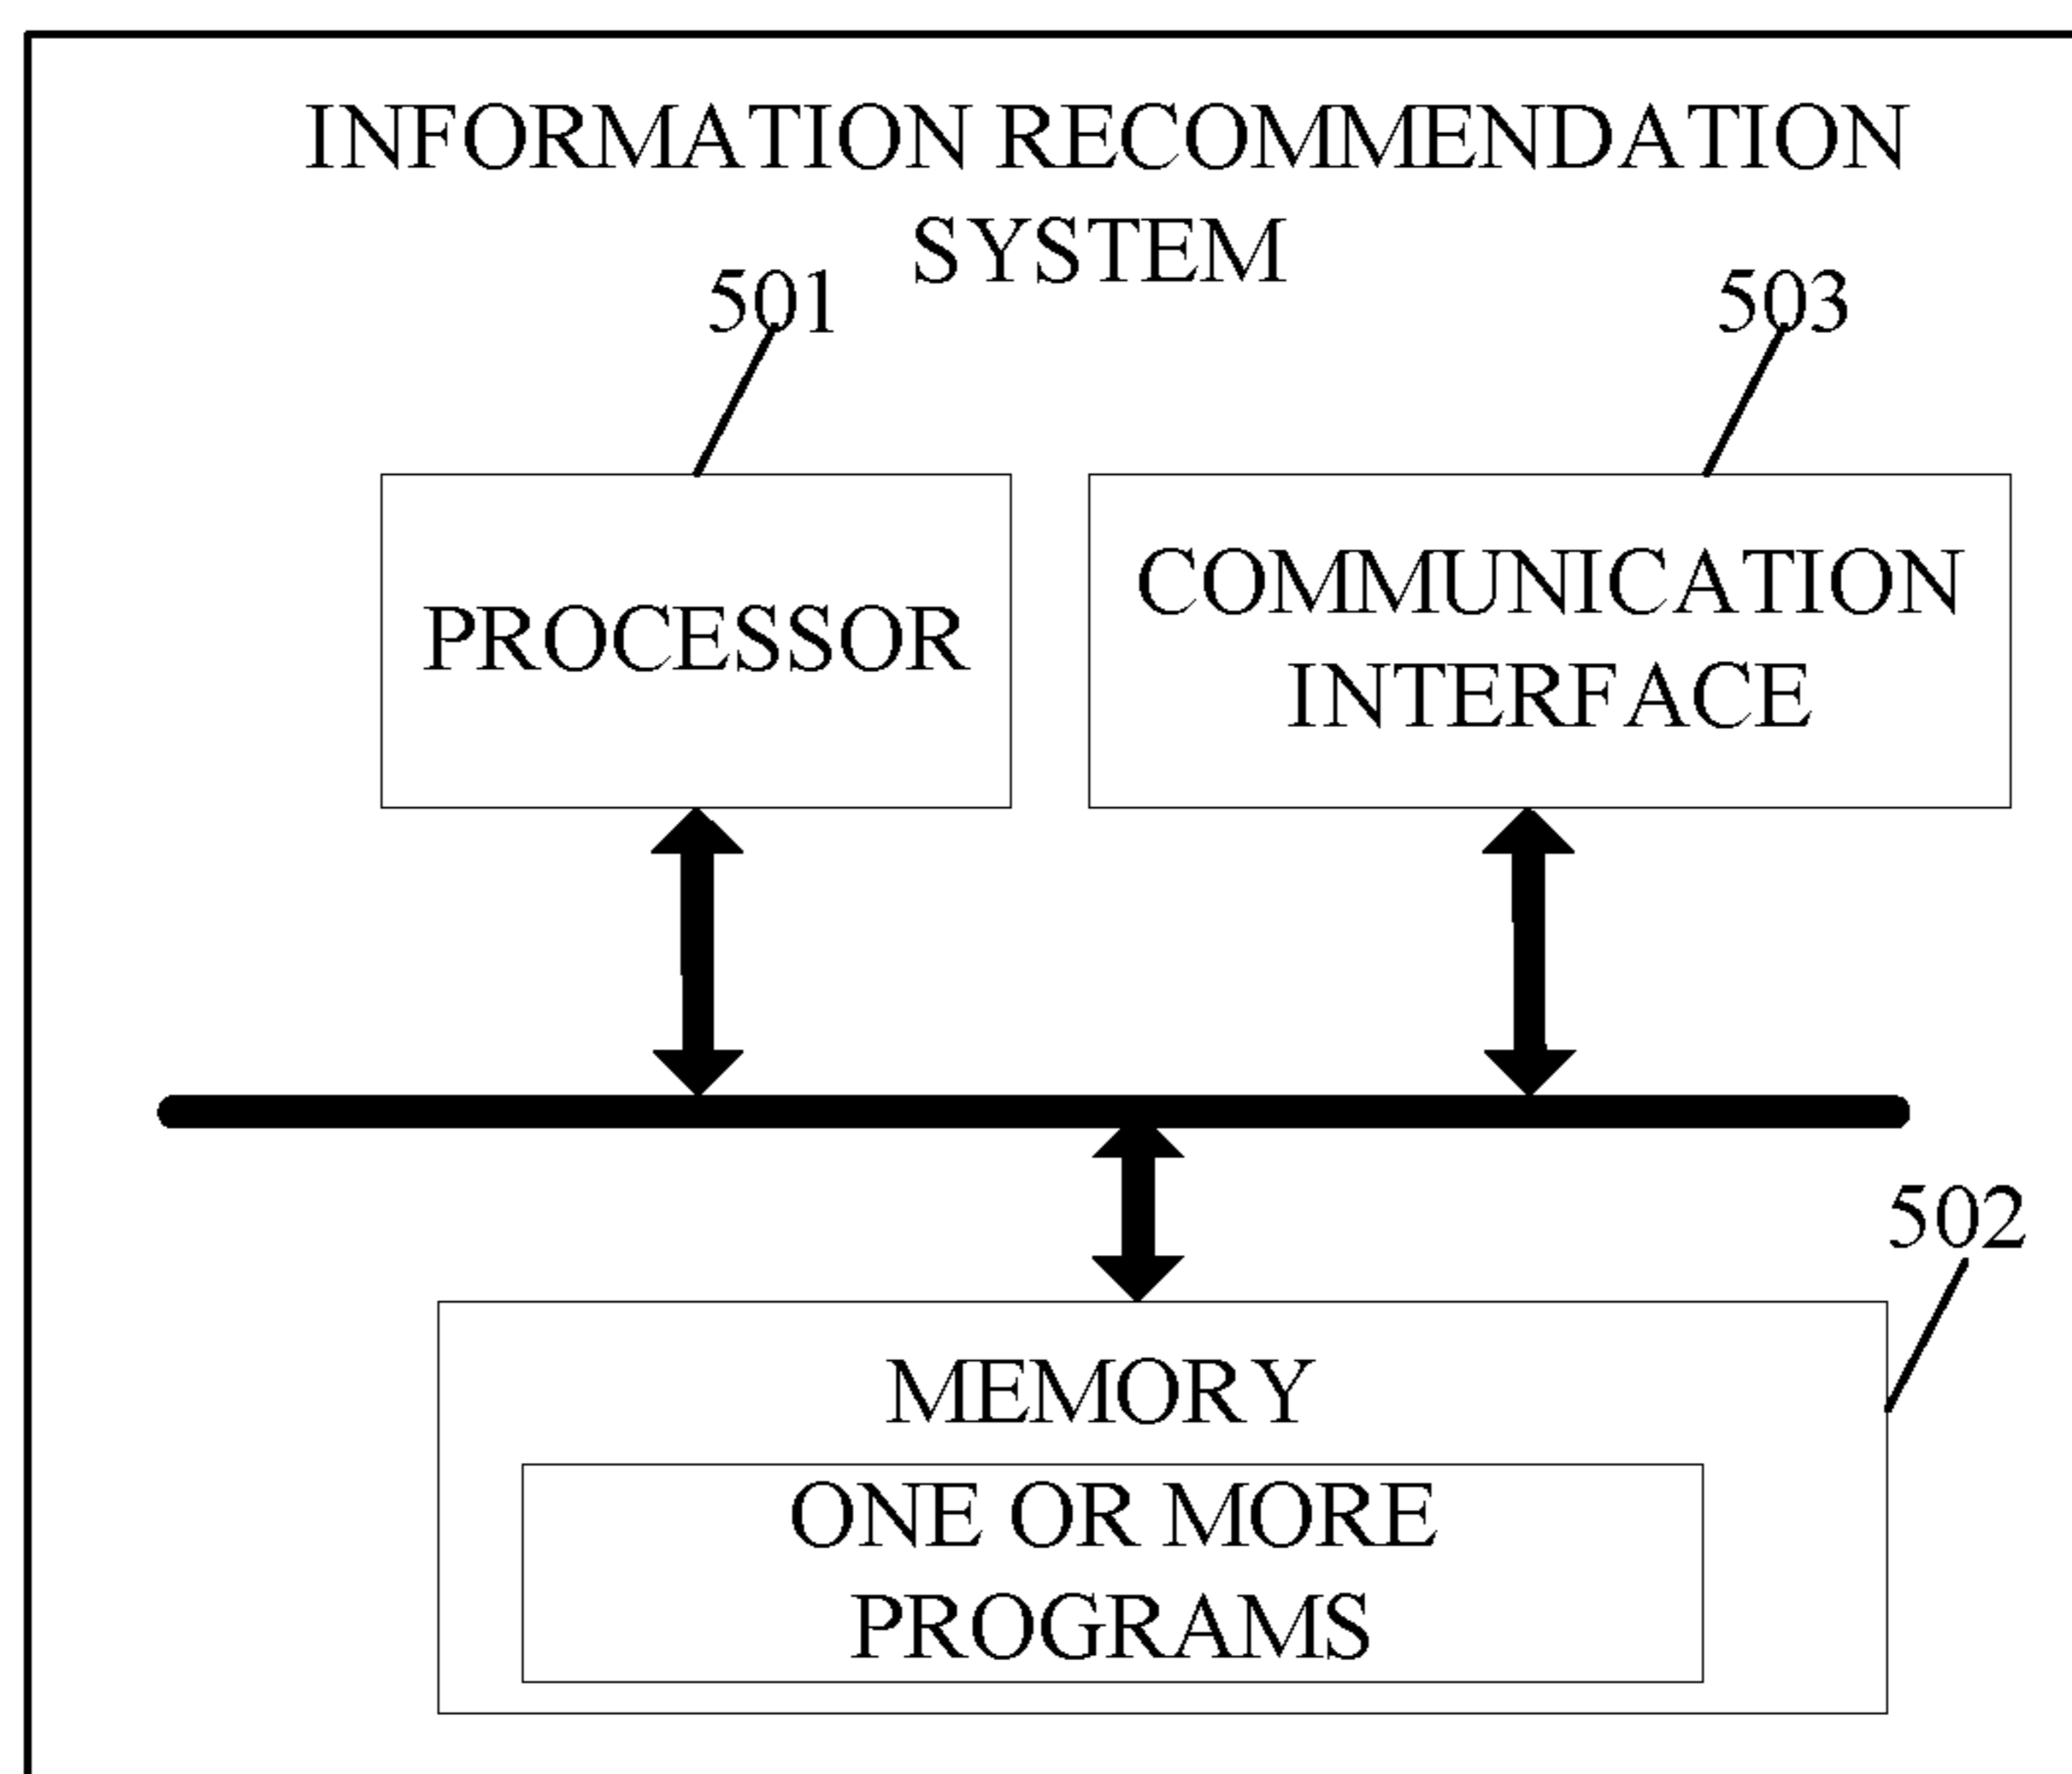 INFORMATION RECOMMENDATION
SYSTEM
501
503
PROCESSOR
COMMUNICATION
INTERFACE
502
MEMORY
ONE OR MORE
PROGRAMS